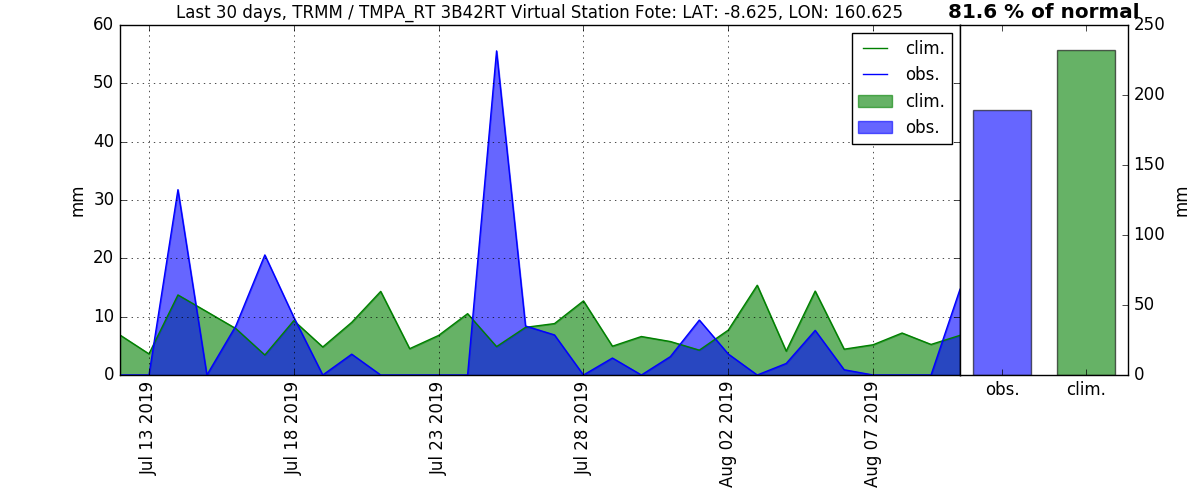 Last 30 days, TRMM / TMPA_RT 3B42RT Virtual Station Fote: LAT: -8.625, LON: 160.625
81.6 % of normal
60
50
40
30
20
10
0
mm
clim.
obs.
clim.
obs.
250
200
150
100
50
0
mm
obs.
clim.
Jul 13 2019
Jul 18 2019
Jul 23 2019
Jul 28 2019
Aug 02 2019
Aug 07 2019